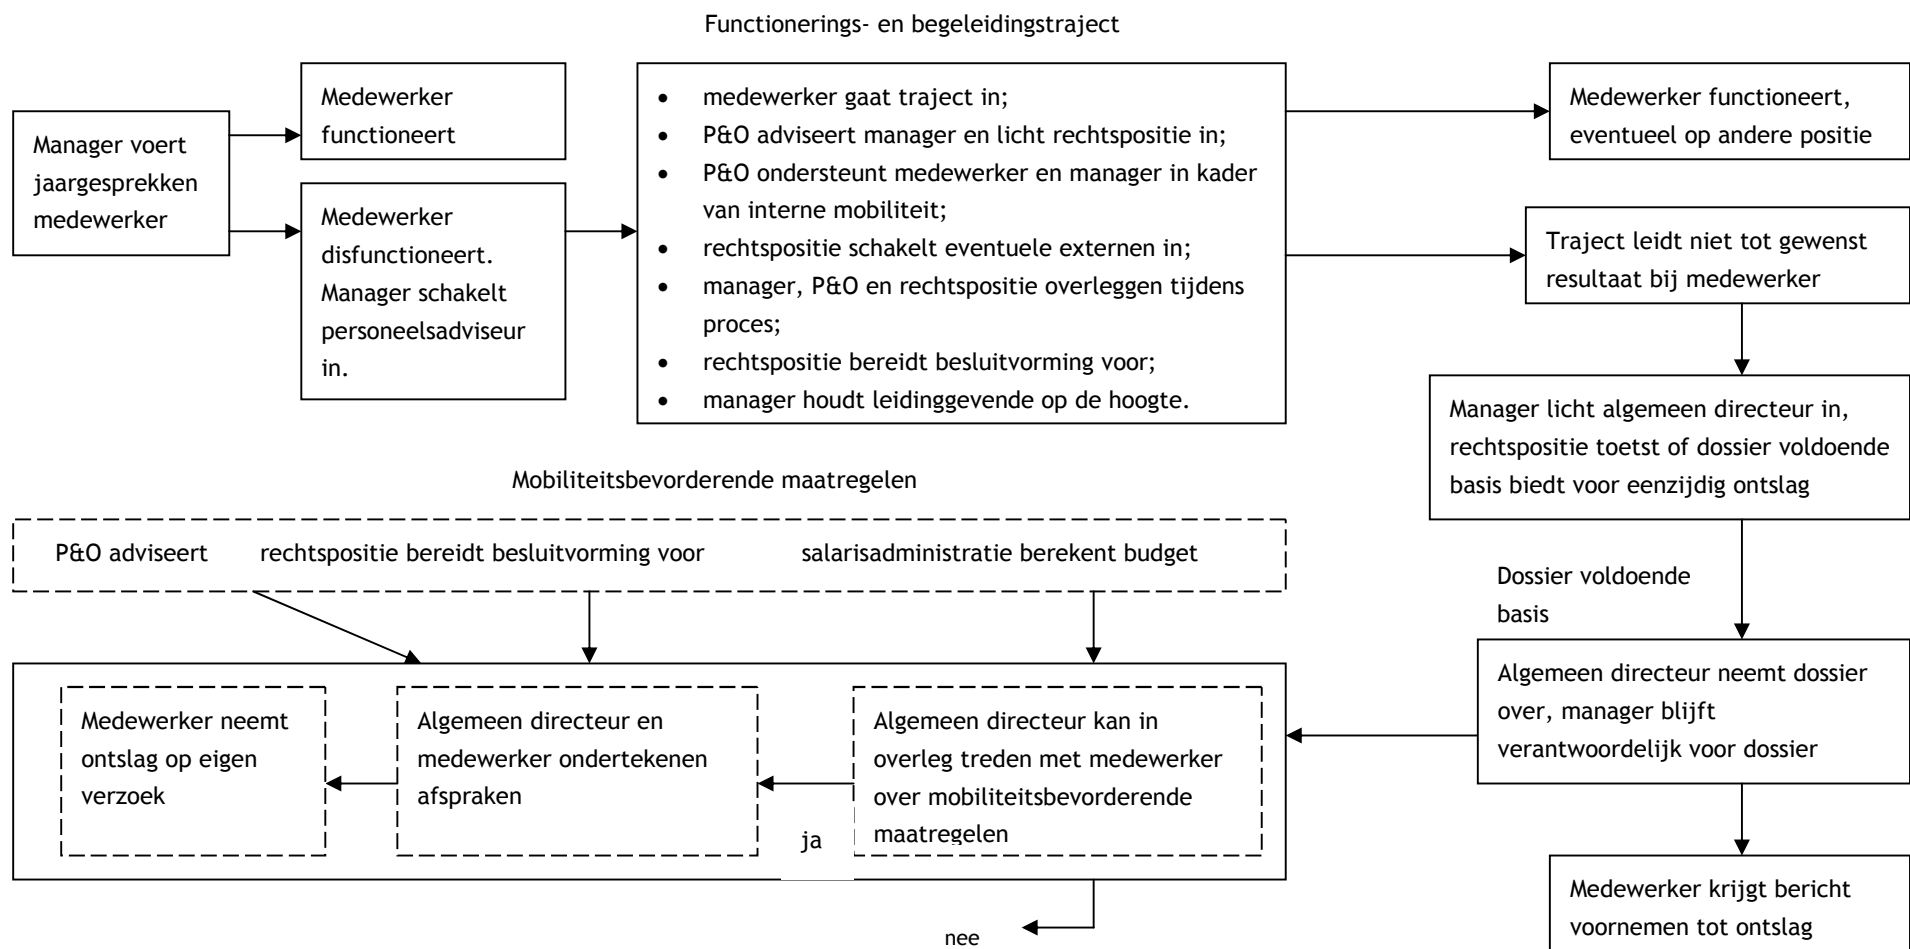 Functionerings- en begeleidingstraject
Manager voert
jaargesprekken
medewerker
Medewerker
functioneert
Medewerker
disfunctioneert.
Manager schakelt
personeelsadviseur
in.
• medewerker gaat traject in;
• P&O adviseert manager en licht rechtspositie in;
• P&O ondersteunt medewerker en manager in kader
van interne mobiliteit;
• rechtspositie schakelt eventuele externen in;
• manager, P&O en rechtspositie overleggen tijdens
proces;
• rechtspositie bereidt besluitvorming voor;
• manager houdt leidinggevende op de hoogte.
Medewerker functioneert,
eventueel op andere positie
Traject leidt niet tot gewenst
resultaat bij medewerker
Manager licht algemeen directeur in,
rechtspositie toetst of dossier voldoende
basis biedt voor eenzijdig ontslag
Dossier voldoende
basis
Algemeen directeur neemt dossier
over, manager blijft
verantwoordelijk voor dossier
Medewerker krijgt bericht
voornemen tot ontslag
Mobiliteitsbevorderende maatregelen
P&O adviseert rechtspositie bereidt besluitvorming voor salarisadministratie berekent budget
Medewerker neemt
ontslag op eigen
verzoek
Algemeen directeur en
medewerker ondertekenen
afspraken
ja
Algemeen directeur kan in
overleg treden met medewerker
over mobiliteitsbevorderende
maatregelen
nee